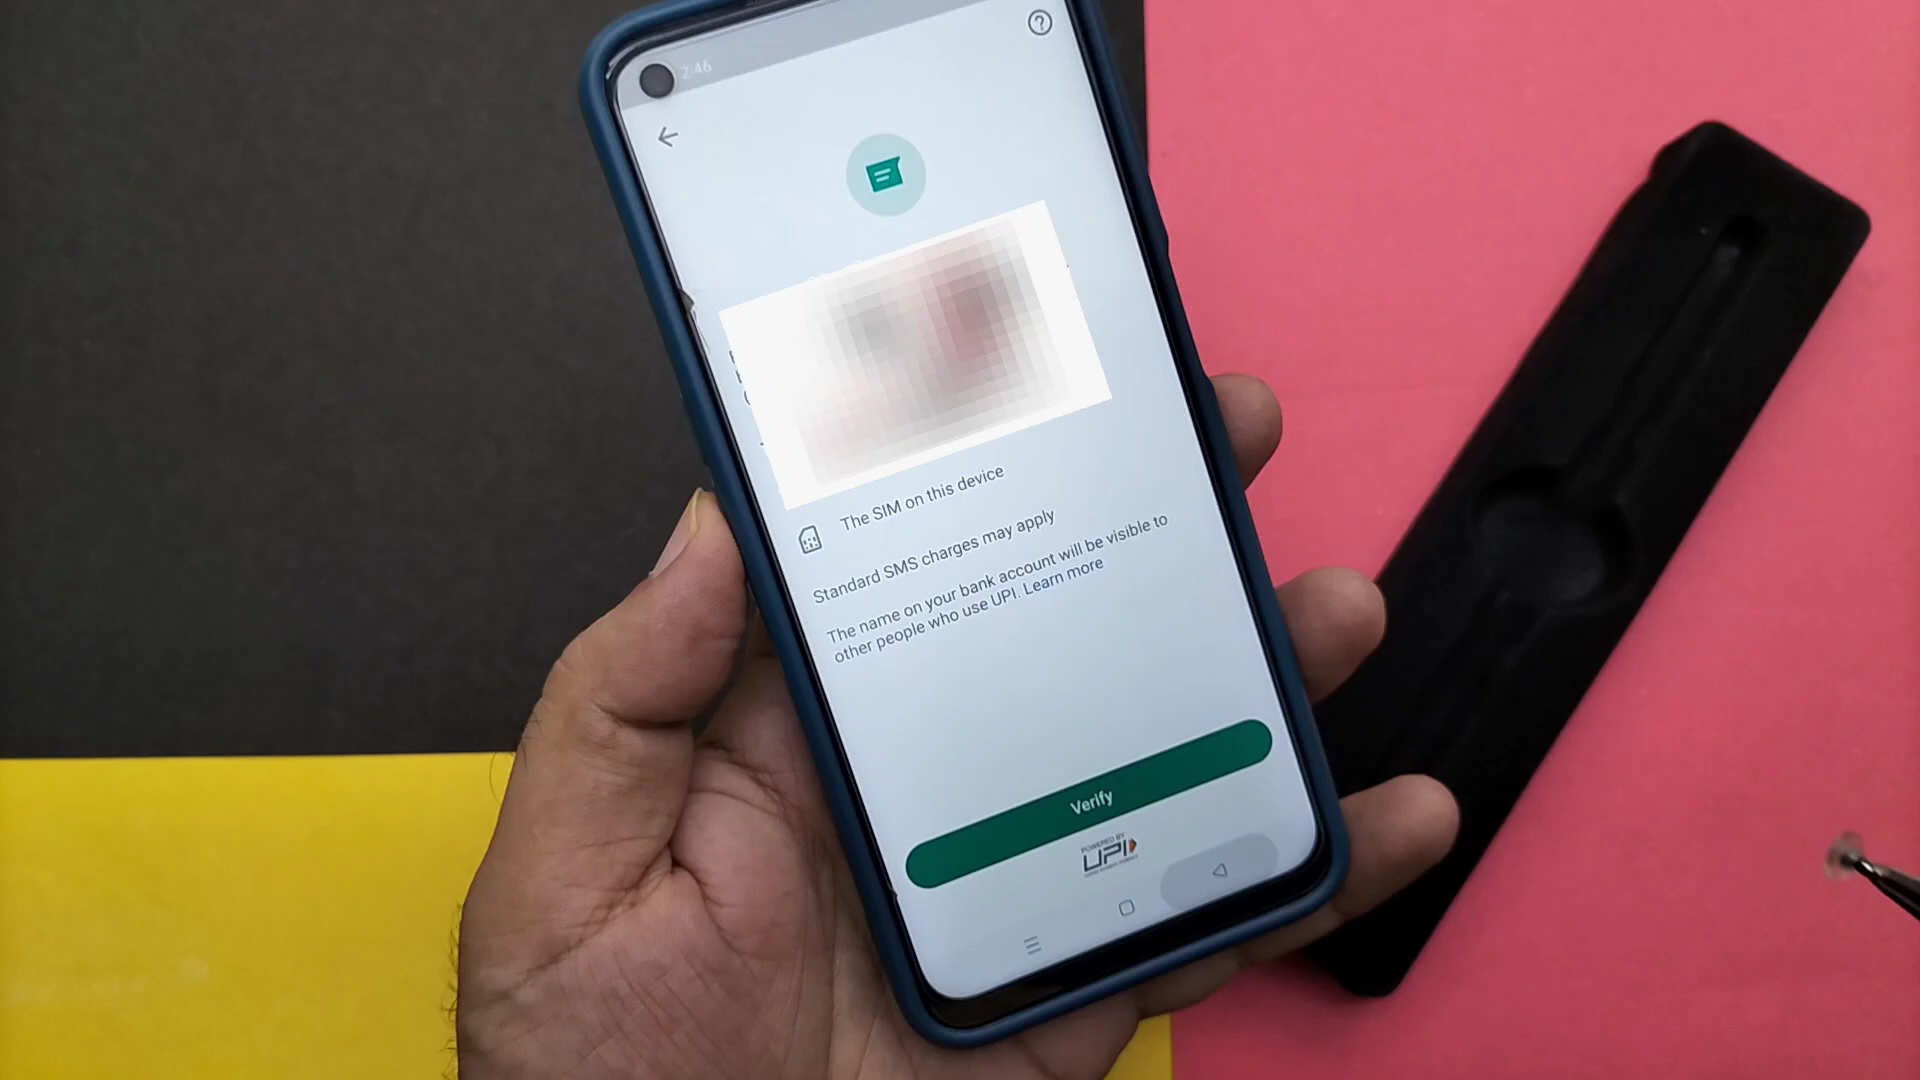 2:46
The SIM on this device
Standard SMS charges may apply
The name on your bank account will be visible to
other people who use UPI. Learn more
Verify
POWERED BY
UPI